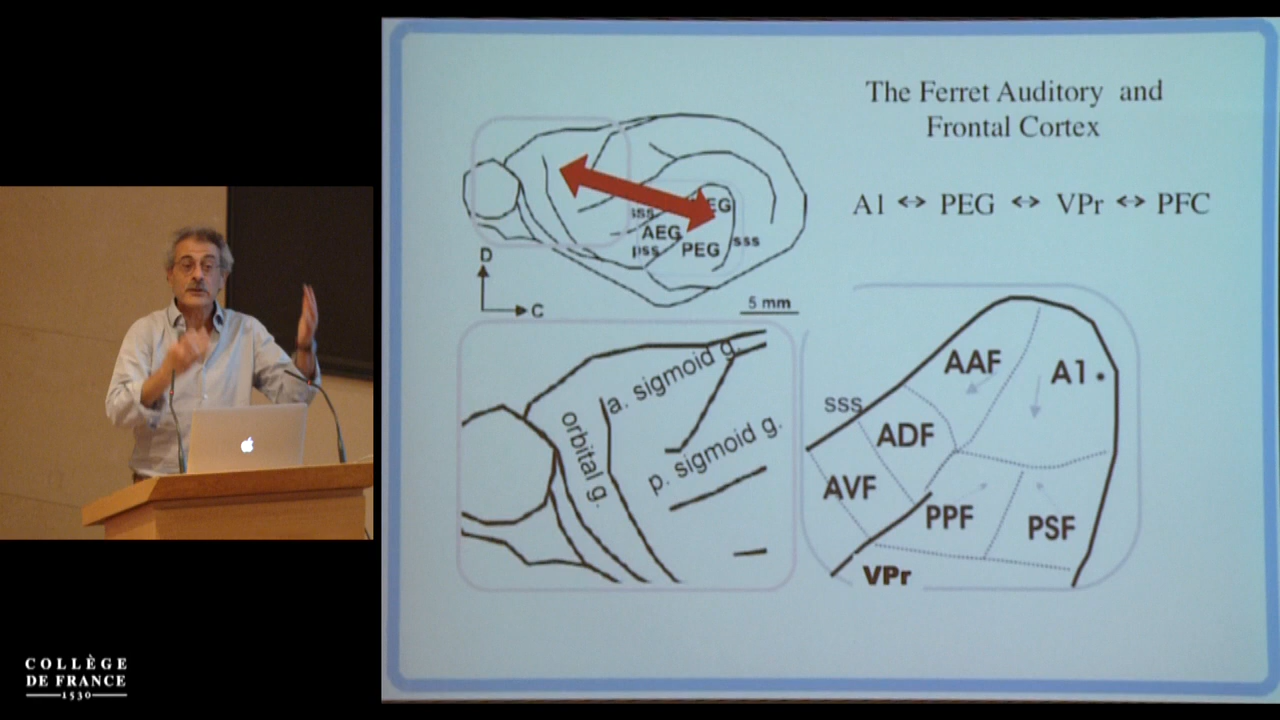 The Ferret Auditory and
Frontal Cortex
A1 ⇔ PEG ⇔ VPr ⇔ PFC
sss
EG
AEG
pss
PEG
sss
D
C
5 mm
a. sigmoid g.
orbital g.
p. sigmoid g.
AAF
A1
SSS
ADF
AVF
PPF
PSF
VPr
COLLÈGE
DE FRANCE
1530